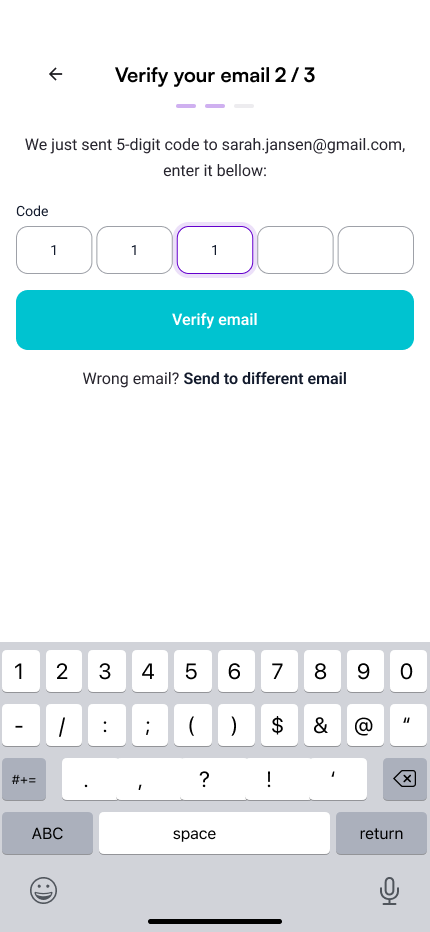 Verify your email 2 / 3
We just sent 5-digit code to sarah.jansen@gmail.com,
enter it bellow:
Code
1 1 1
Verify email
Wrong email? Send to different email
1 2 3 4 5 6 7 8 9 0
- / : ; ( ) $ & @ “
#+= . , ? ! ‘
ABC space return